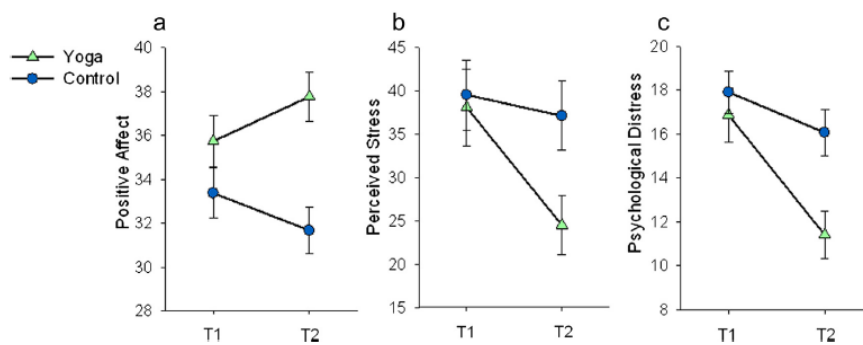 a
b
c
Yoga
Control
Positive Affect
40
38
36
34
32
30
28
T1
T2
Perceived Stress
45
40
35
30
25
20
15
T1
T2
Psychological Distress
20
18
16
14
12
10
8
T1
T2